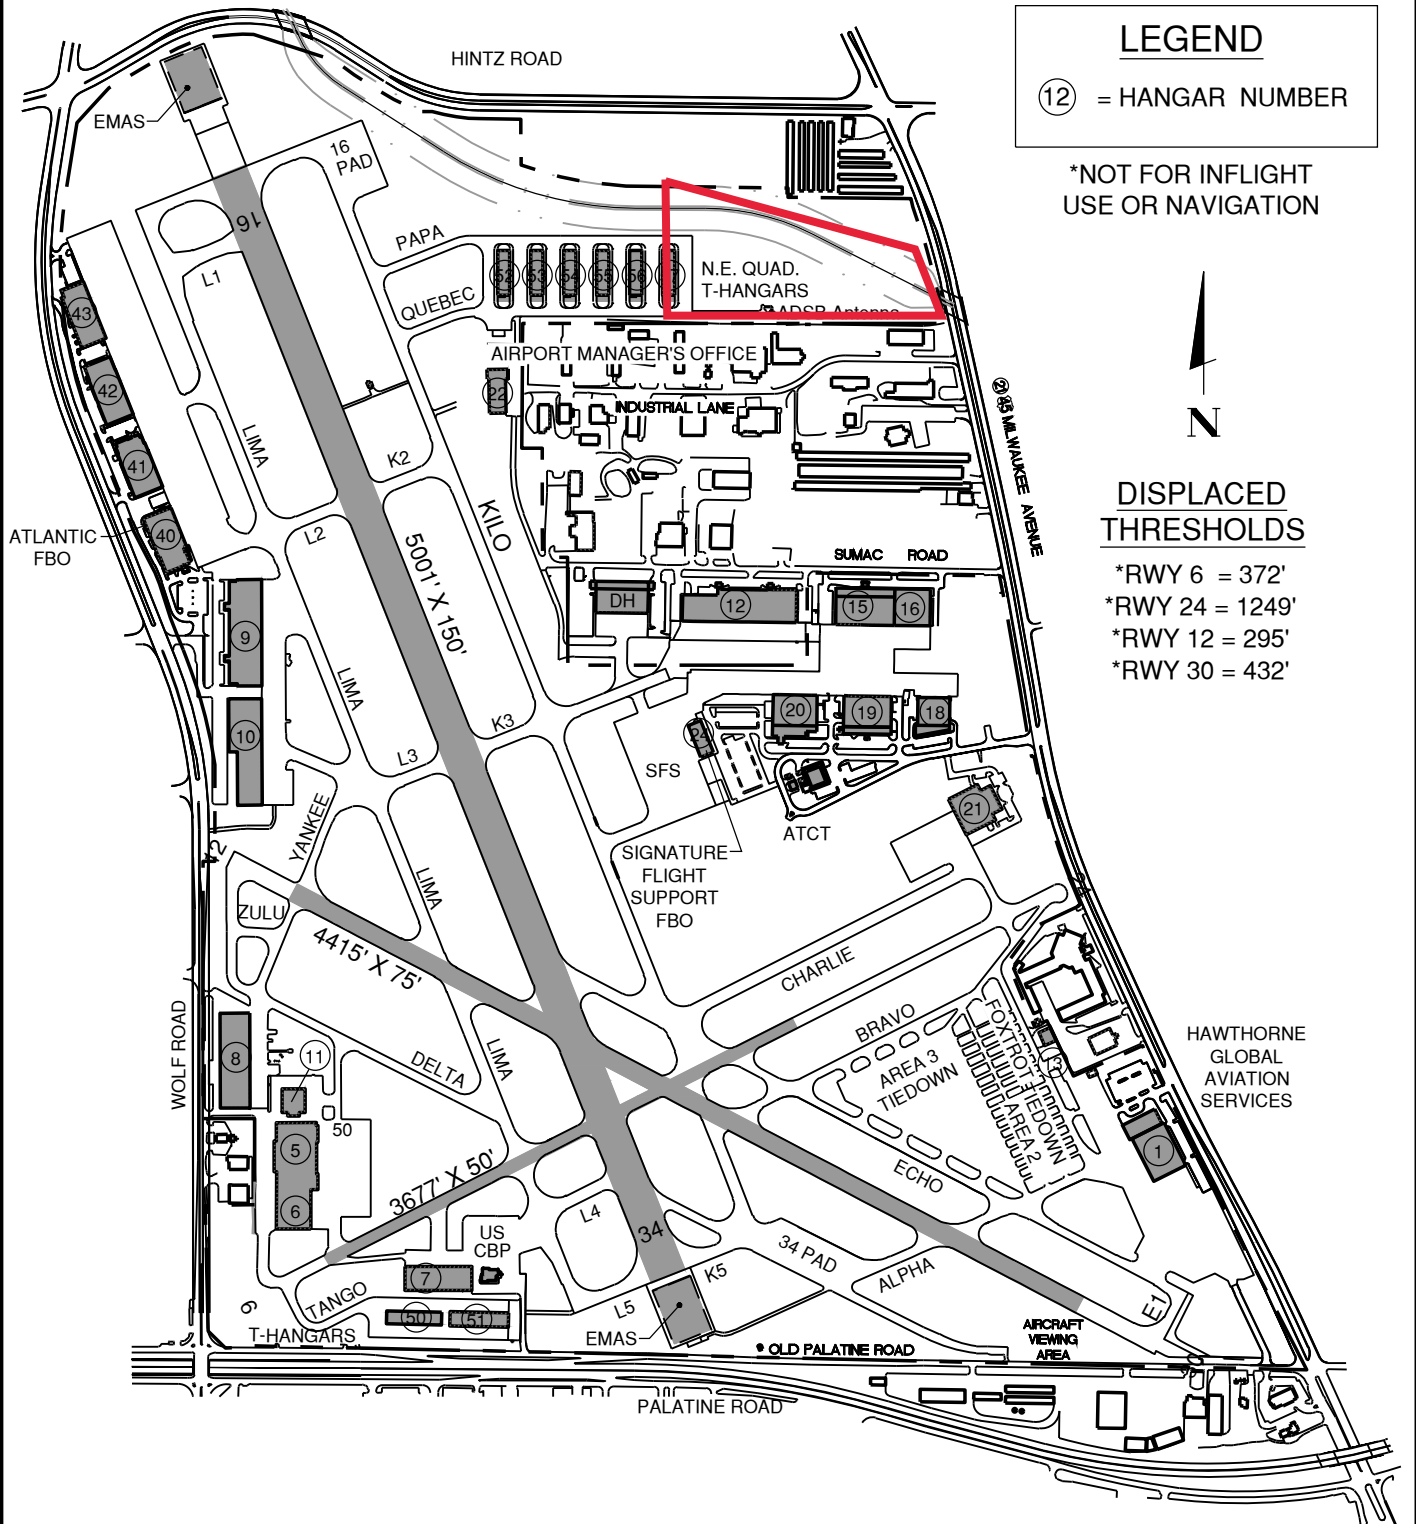 LEGEND
12 = HANGAR NUMBER
*NOT FOR INFLIGHT
USE OR NAVIGATION
N
DISPLACED
THRESHOLDS
*RWY 6 = 372'
*RWY 24 = 1249'
*RWY 12 = 295'
*RWY 30 = 432'
HINTZ ROAD
EMAS
16
PAD
16
PAPA
L1
QUEBEC
52
53
54
55
56
N.E. QUAD.
T-HANGARS
ADSB Antenna
43
42
41
40
ATLANTIC
FBO
AIRPORT MANAGER'S OFFICE
22
INDUSTRIAL LANE
21 45 MILWAUKEE AVENUE
LIMA
K2
KILO
L2
5001' X 150'
SUMAC ROAD
DH
12
15
16
9
10
LIMA
K3
L3
20
19
18
24
SFS
ATCT
21
SIGNATURE
FLIGHT
SUPPORT
FBO
YANKEE
LIMA
12
24
ZULU
4415' X 75'
CHARLIE
BRAVO
WOLF ROAD
8
11
DELTA
LIMA
AREA 3
TIEDOWN
FOXTROT TIEDOWN
AREA 2
13
HAWTHORNE
GLOBAL
AVIATION
SERVICES
1
50
5
6
3677' X 50'
ECHO
L4
34
US
CBP
34 PAD
K5
ALPHA
7
TANGO
50
51
6
T-HANGARS
L5
EMAS
E1
AIRCRAFT
VIEWING
AREA
OLD PALATINE ROAD
PALATINE ROAD